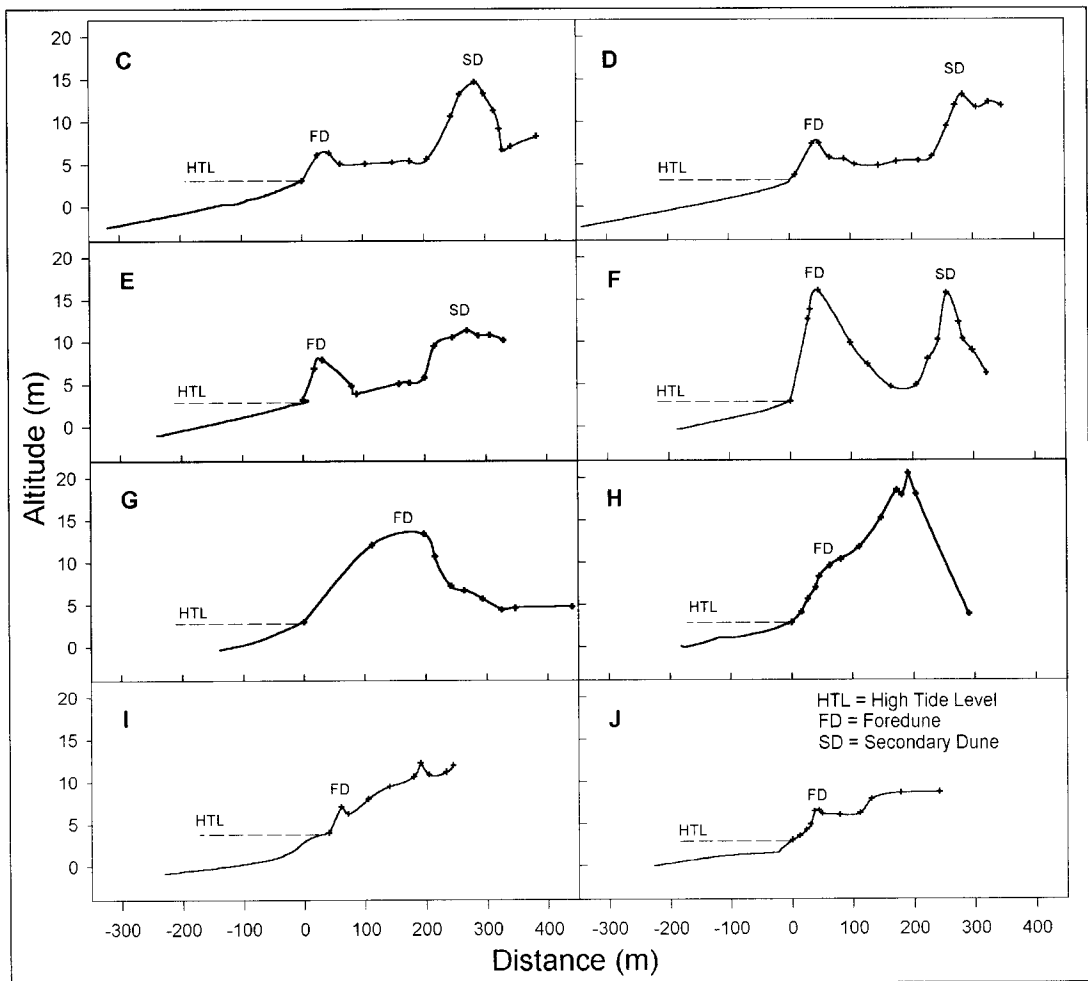 Altitude (m)
C
20
15
10
5
0
HTL
FD
SD
D
HTL
FD
SD
E
20
15
10
5
0
HTL
FD
SD
F
HTL
FD
SD
G
20
15
10
5
0
HTL
FD
H
HTL
FD
I
20
15
10
5
0
HTL
FD
J
HTL
FD
HTL = High Tide Level
FD = Foredune
SD = Secondary Dune
-300 -200 -100 0 100 200 300 400
-300 -200 -100 0 100 200 300 400
Distance (m)